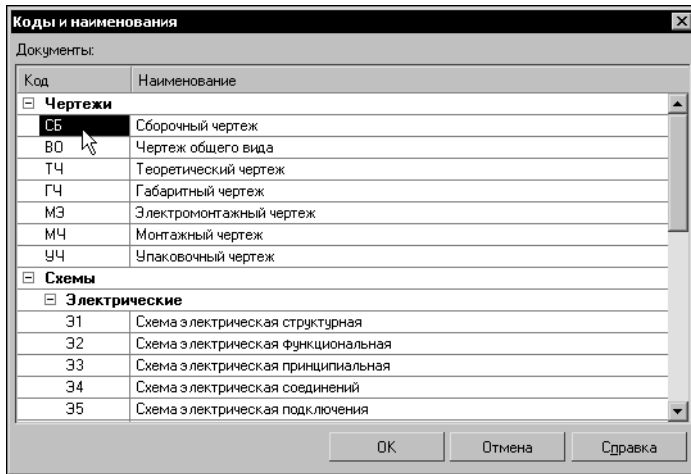 Коды и наименования
Документы:
Код Наименование
Чертежи
СБ Сборочный чертеж
ВО Чертеж общего вида
ТЧ Теоретический чертеж
ГЧ Габаритный чертеж
МЭ Электромонтажный чертеж
МЧ Монтажный чертеж
УЧ Упаковочный чертеж
Схемы
Электрические
Э1 Схема электрическая структурная
Э2 Схема электрическая функциональная
Э3 Схема электрическая принципиальная
Э4 Схема электрическая соединений
Э5 Схема электрическая подключения
OK Отмена Справка